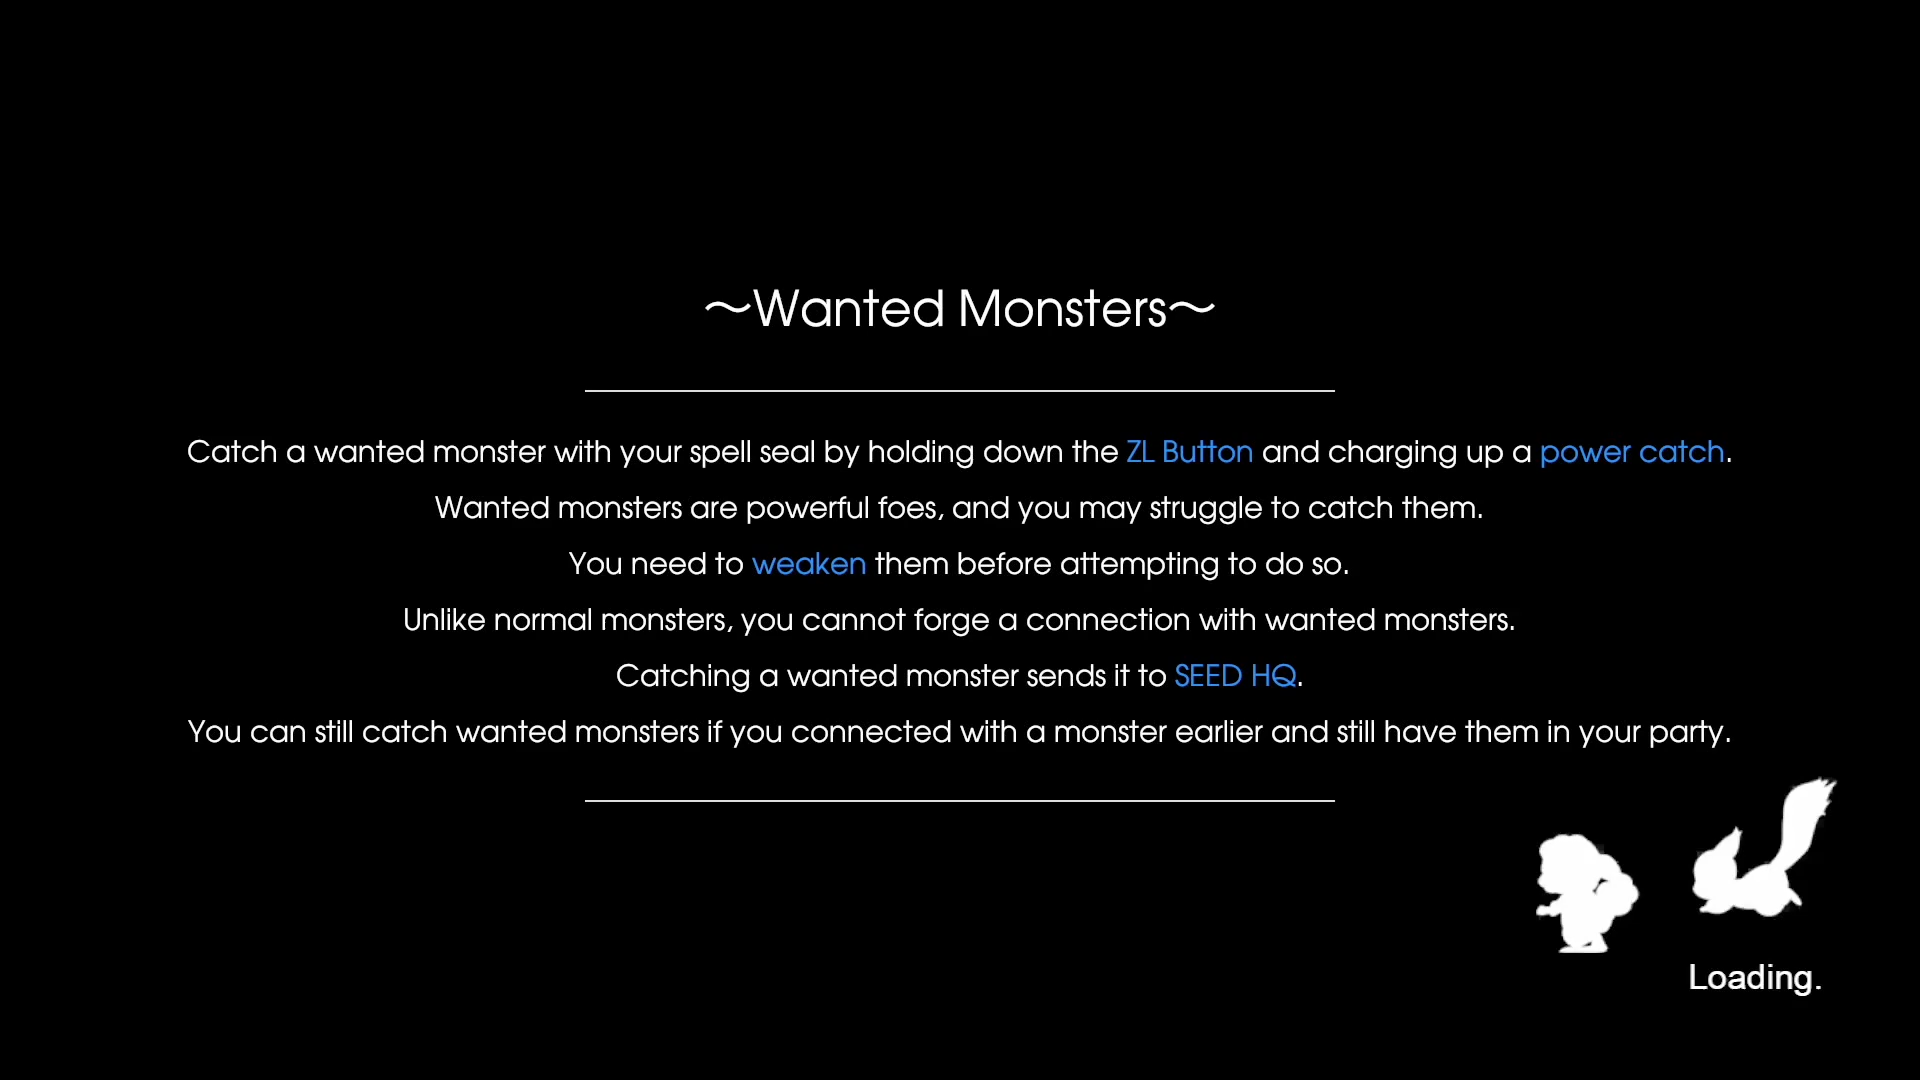 ～Wanted Monsters～
Catch a wanted monster with your spell seal by holding down the ZL Button and charging up a power catch.
Wanted monsters are powerful foes, and you may struggle to catch them.
You need to weaken them before attempting to do so.
Unlike normal monsters, you cannot forge a connection with wanted monsters.
Catching a wanted monster sends it to SEED HQ.
You can still catch wanted monsters if you connected with a monster earlier and still have them in your party.
Loading.